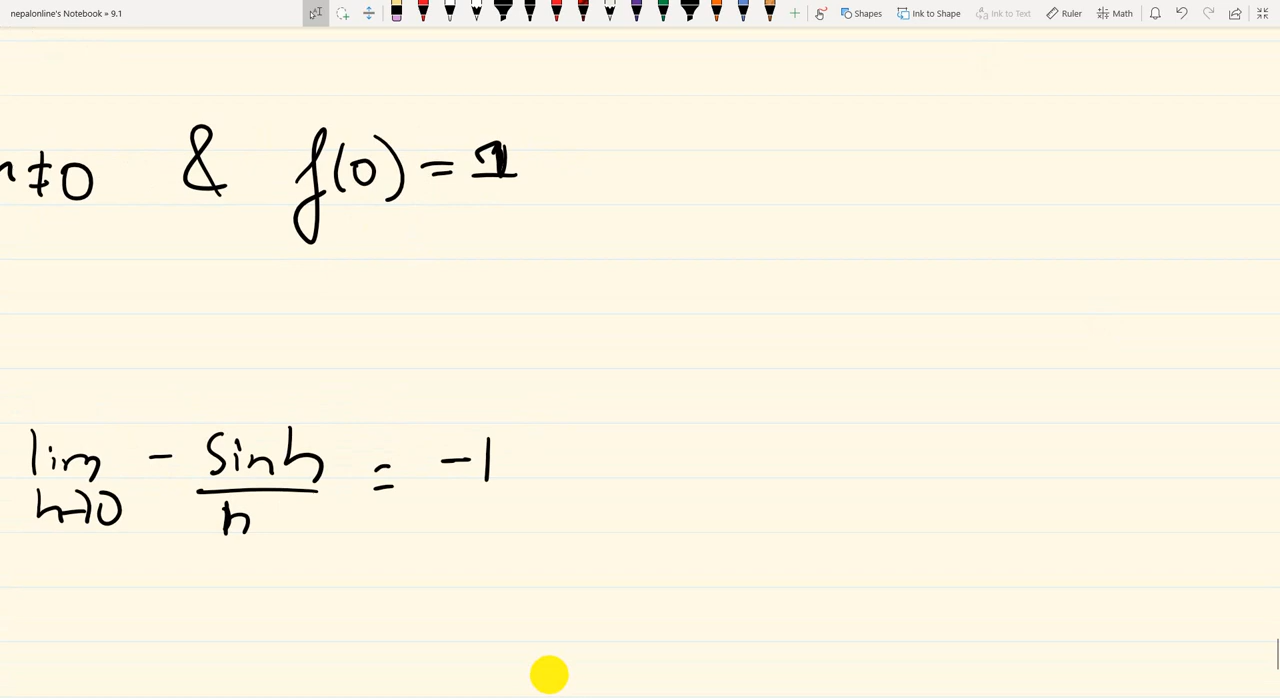 nepalonline's Notebook » 9.1 Shapes Ink to Shape Ink to Text Ruler Math
≠0 & f(0) = 1
lim - sinh = -1
h→0 h